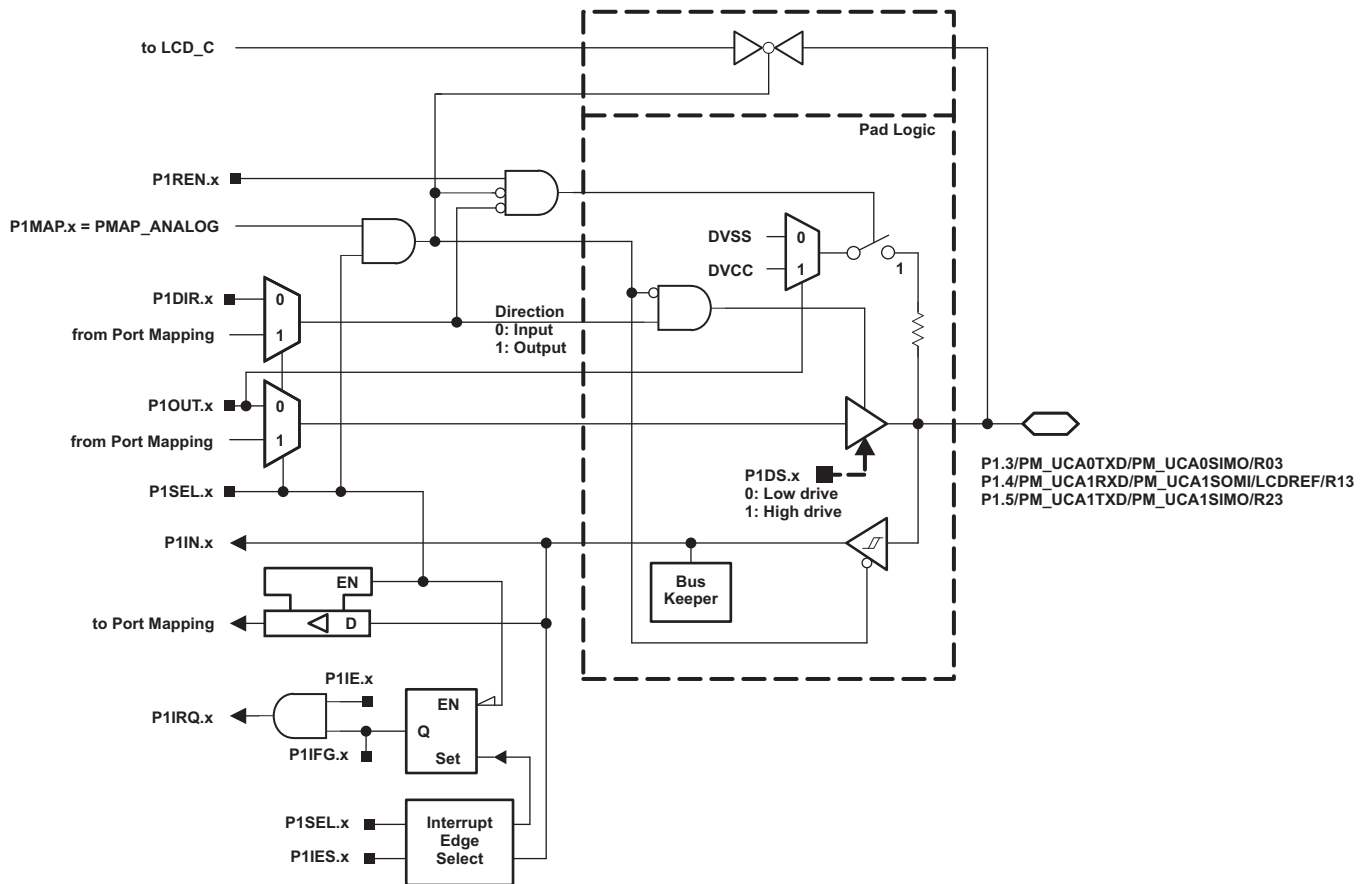 to LCD_C
Pad Logic
P1REN.x
P1MAP.x = PMAP_ANALOG
DVSS
0
DVCC
1
1
P1DIR.x
0
from Port Mapping
1
Direction
0: Input
1: Output
P1OUT.x
0
from Port Mapping
1
P1DS.x
0: Low drive
1: High drive
P1.3/PM_UCA0TXD/PM_UCA0SIMO/R03
P1.4/PM_UCA1RXD/PM_UCA1SOMI/LCDREF/R13
P1.5/PM_UCA1TXD/PM_UCA1SIMO/R23
P1SEL.x
P1IN.x
EN
Bus
Keeper
to Port Mapping
D
P1IE.x
P1IRQ.x
EN
Q
P1IFG.x
Set
P1SEL.x
P1IES.x
Interrupt
Edge
Select